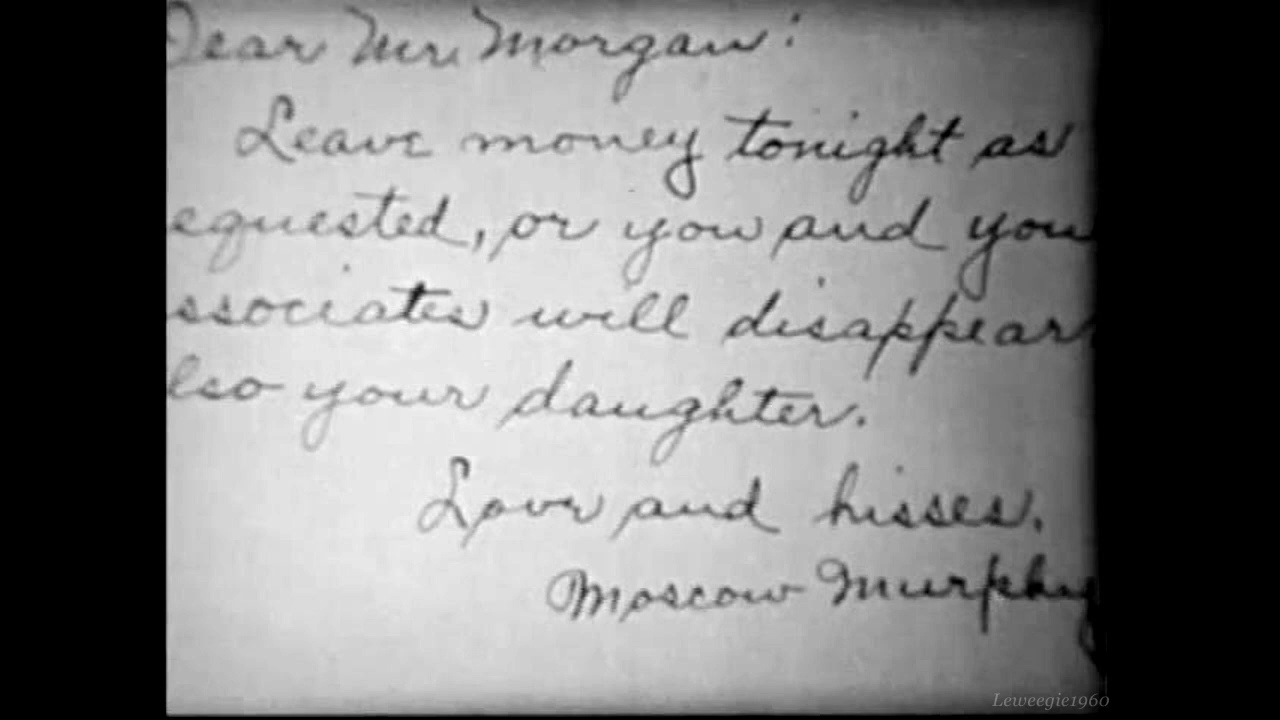 Dear Mr. Morgan:
Leave money tonight as
equested, or you and you
ssociates will disappear
lso your daughter.
Love and hisses.
Moscow Murphy
Leweegie1960